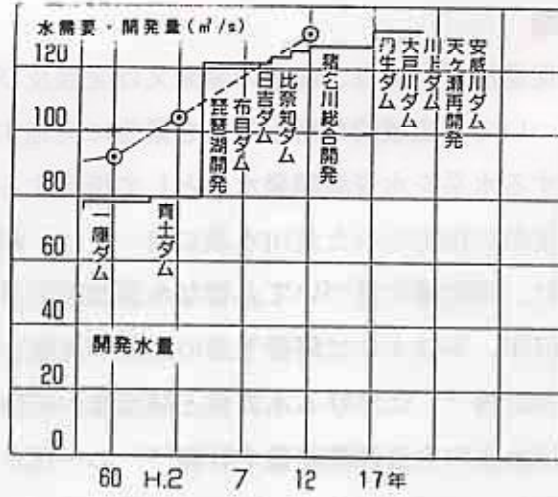 水需要・開発量(㎥/s)
120
100
80
60
40
20
0
一庫ダム
青土ダム
琵琶湖開発
布目ダム
日吉ダム
比奈知ダム
猪名川総合開発
丹生ダム
大戸川ダム
川上ダム
天ケ瀬再開発
安威川ダム
開発水量
60 H.2 7 12 17年